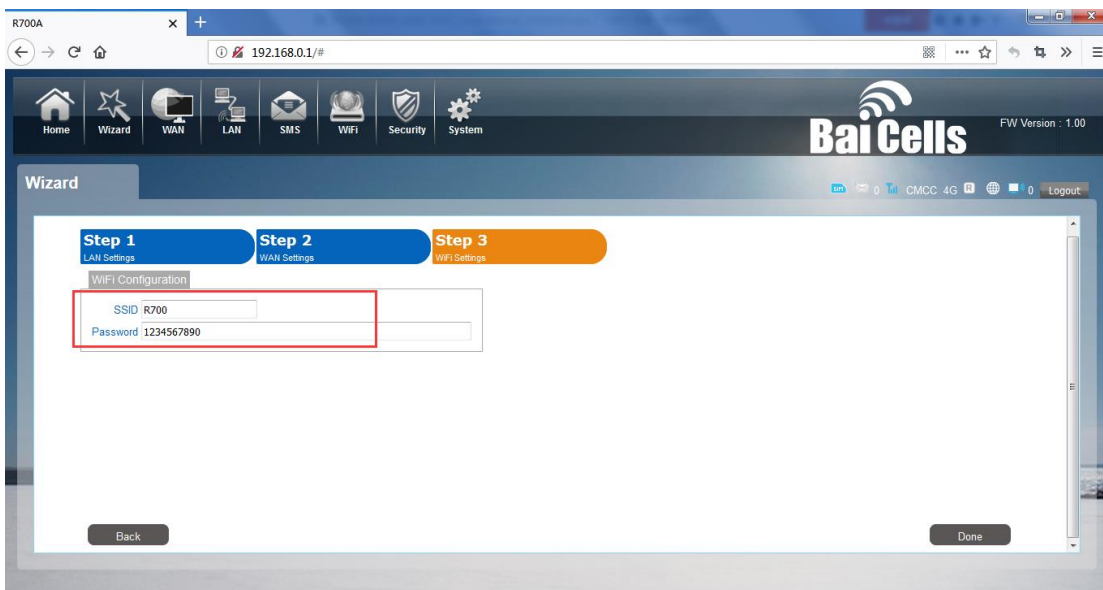 R700A
192.168.0.1/#
Home Wizard WAN LAN SMS WiFi Security System
BaiCells
FW Version : 1.00
Wizard
SIM 0 CMCC 4G R 0 Logout
Step 1 Step 2 Step 3
LAN Settings WAN Settings WiFi Settings
WiFi Configuration
SSID R700
Password 1234567890
Back Done